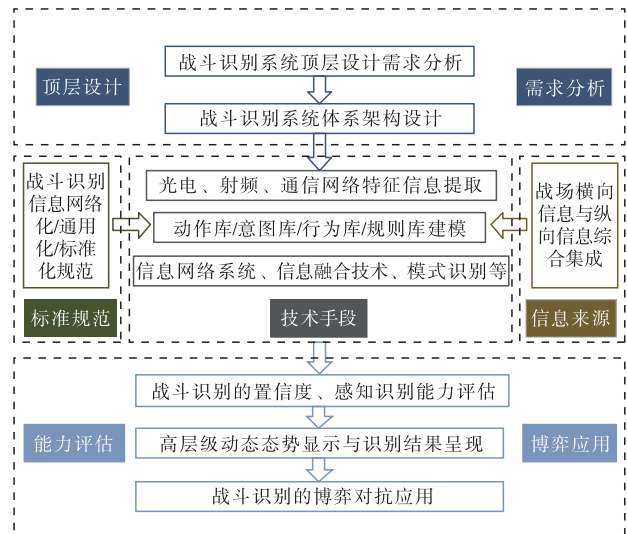 战斗识别系统顶层设计需求分析
顶层设计
需求分析
战斗识别系统体系架构设计
战斗识别
信息网络
化/通用
化/标准
化规范
标准规范
光电、射频、通信网络特征信息提取
动作库/意图库/行为库/规则库建模
信息网络系统、信息融合技术、模式识别等
技术手段
战场横向
信息与纵
向信息综
合集成
信息来源
战斗识别的置信度、感知识别能力评估
能力评估
高层级动态态势显示与识别结果呈现
博弈应用
战斗识别的博弈对抗应用